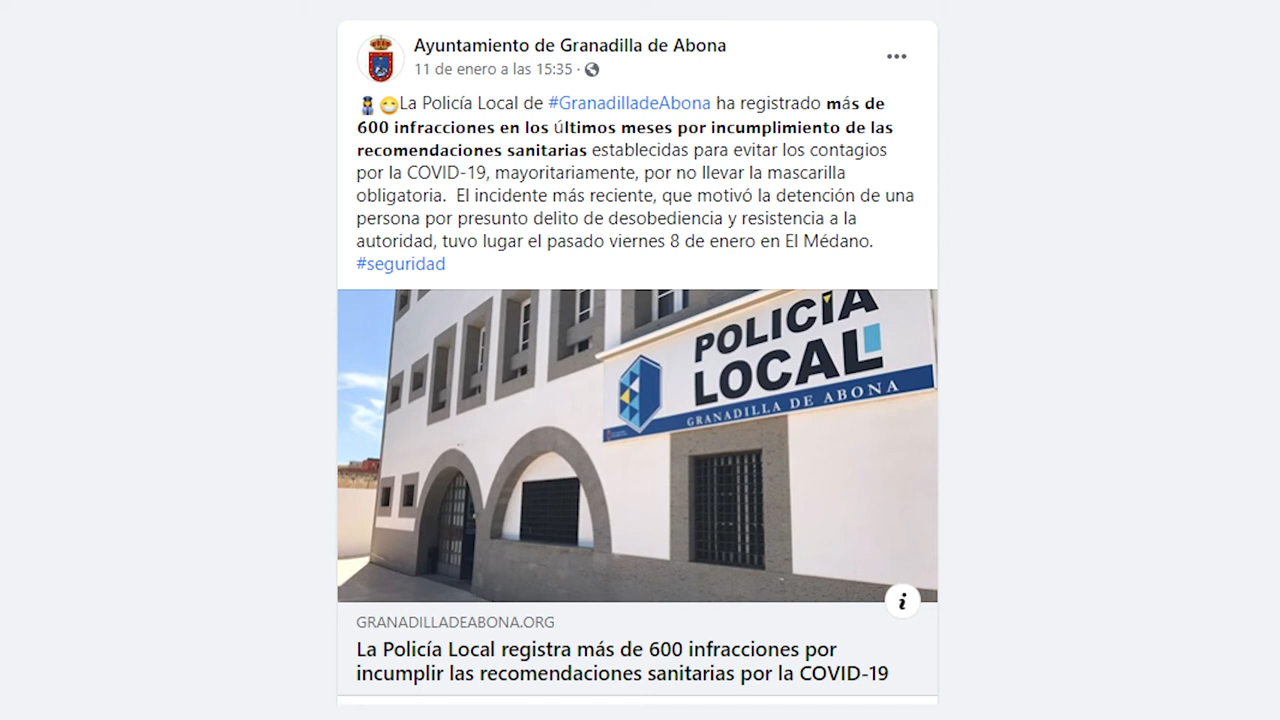 Ayuntamiento de Granadilla de Abona
11 de enero a las 15:35 ·
La Policía Local de #GranadilladeAbona ha registrado más de
600 infracciones en los últimos meses por incumplimiento de las
recomendaciones sanitarias establecidas para evitar los contagios
por la COVID-19, mayoritariamente, por no llevar la mascarilla
obligatoria. El incidente más reciente, que motivó la detención de una
persona por presunto delito de desobediencia y resistencia a la
autoridad, tuvo lugar el pasado viernes 8 de enero en El Médano.
#seguridad
POLICÍA
LOCAL
GRANADILLA DE ABONA
i
GRANADILLADEABONA.ORG
La Policía Local registra más de 600 infracciones por
incumplir las recomendaciones sanitarias por la COVID-19